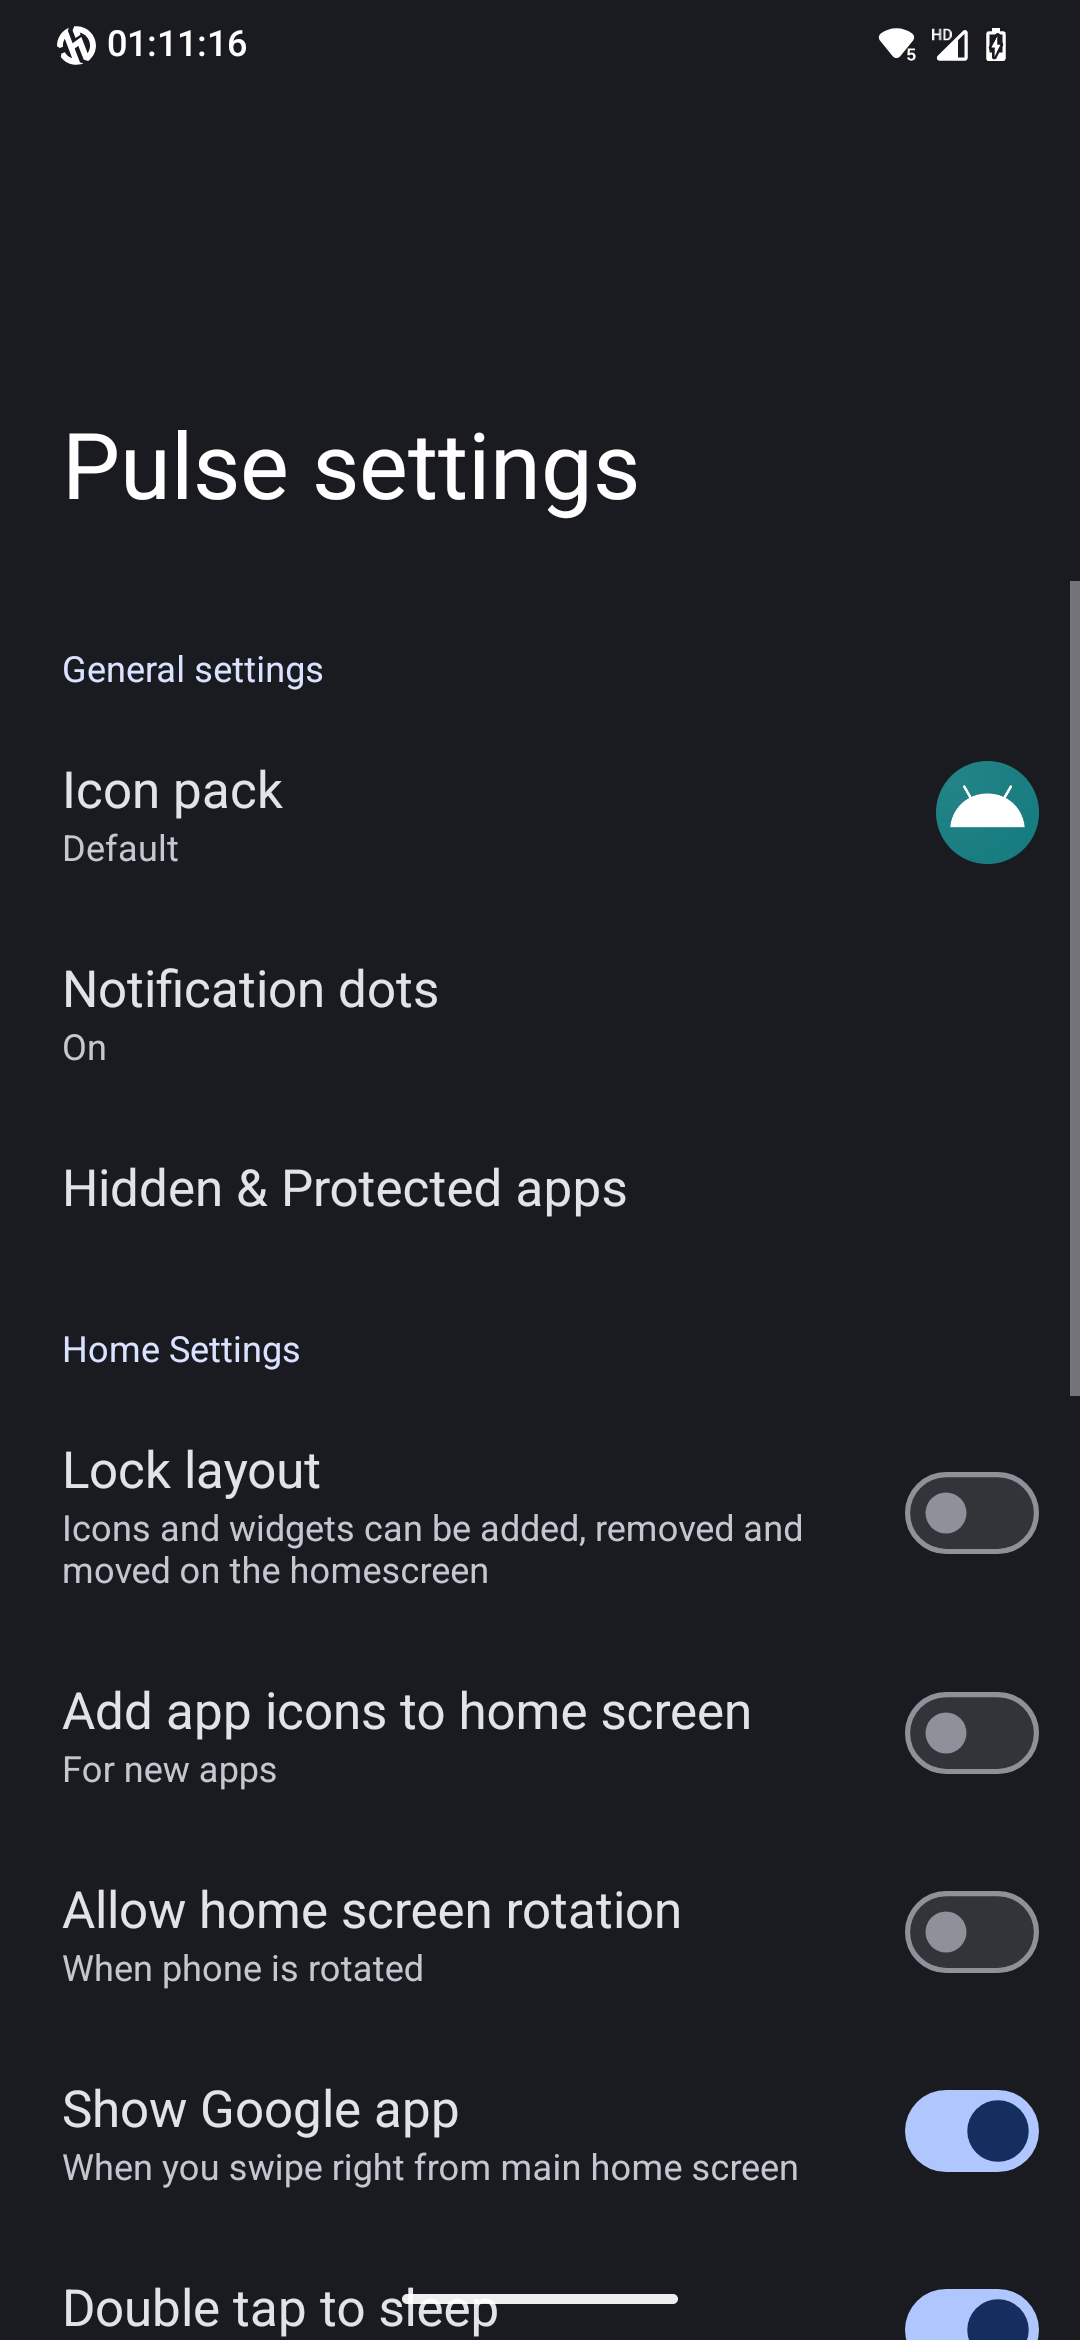 01:11:16
5
HD
Pulse settings
General settings
Icon pack
Default
Notification dots
On
Hidden & Protected apps
Home Settings
Lock layout
Icons and widgets can be added, removed and
moved on the homescreen
Add app icons to home screen
For new apps
Allow home screen rotation
When phone is rotated
Show Google app
When you swipe right from main home screen
Double tap to sleep